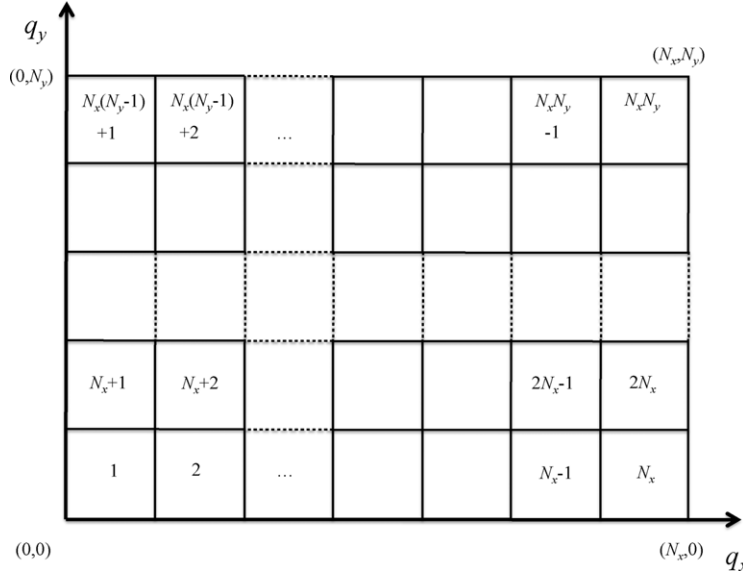 q_y
(0,N_y)
(N_x,N_y)
N_x(N_y-1)
+1
N_x(N_y-1)
+2
...
N_xN_y
-1
N_xN_y
N_x+1
N_x+2
2N_x-1
2N_x
1
2
...
N_x-1
N_x
(0,0)
(N_x,0)
q_x